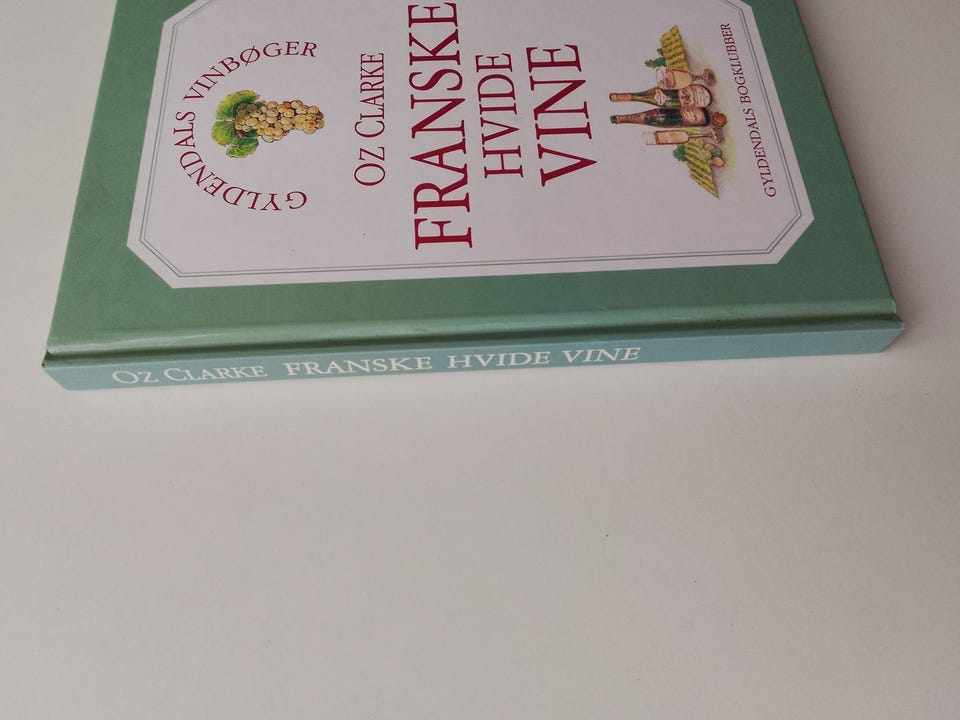 GYLDENDALS VINBØGER
OZ CLARKE
FRANSKE
HVIDE
VINE
GYLDENDALS BOGKLUBBER
OZ CLARKE FRANSKE HVIDE VINE